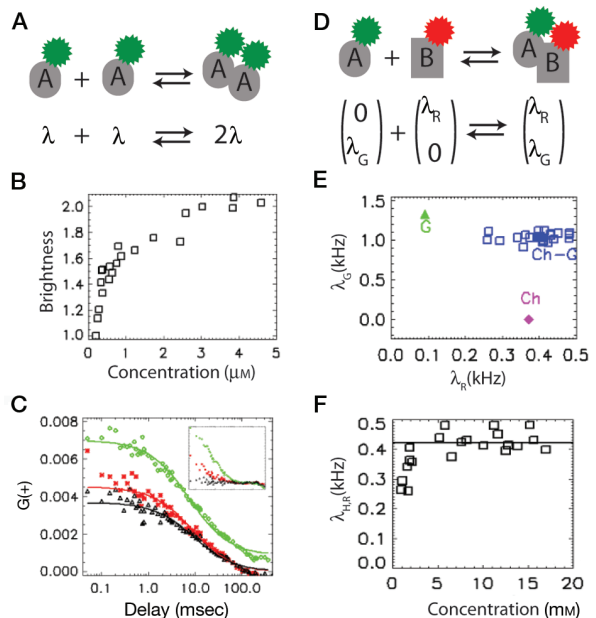 A
A + A ⇌ A A
λ + λ ⇌ 2λ
B
Brightness
2.0
1.8
1.6
1.4
1.2
1.0
0 1 2 3 4 5
Concentration (μM)
C
G(+)
0.008
0.006
0.004
0.002
0.000
0.1 1.0 10.0 100.0
Delay (msec)
D
A + B ⇌ A B
(0 λG) + (λR 0) ⇌ (λR λG)
E
λG(kHz)
1.5
1.0
0.5
0.0
G
Ch-G
Ch
0.0 0.1 0.2 0.3 0.4 0.5
λR(kHz)
F
λH,R(kHz)
0.5
0.4
0.3
0.2
0.1
0.0
0 5 10 15 20
Concentration (mM)